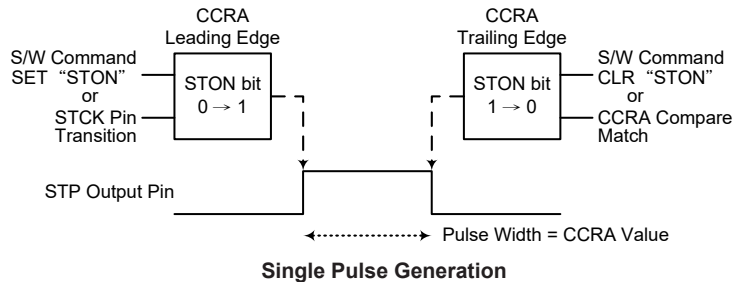 CCRA
Leading Edge
CCRA
Trailing Edge
S/W Command
SET “STON”
or
STCK Pin
Transition
STON bit
0 → 1
STON bit
1 → 0
S/W Command
CLR “STON”
or
CCRA Compare
Match
STP Output Pin
Pulse Width = CCRA Value
Single Pulse Generation